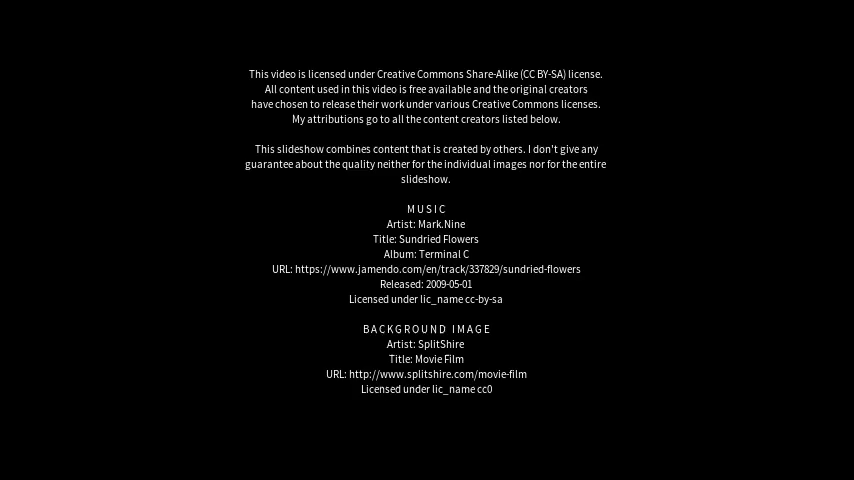 This video is licensed under Creative Commons Share-Alike (CC BY-SA) license.
All content used in this video is free available and the original creators
have chosen to release their work under various Creative Commons licenses.
My attributions go to all the content creators listed below.
This slideshow combines content that is created by others. I don't give any
guarantee about the quality neither for the individual images nor for the entire
slideshow.
MUSIC
Artist: Mark.Nine
Title: Sundried Flowers
Album: Terminal C
URL: https://www.jamendo.com/en/track/337829/sundried-flowers
Released: 2009-05-01
Licensed under lic_name cc-by-sa
BACKGROUND IMAGE
Artist: SplitShire
Title: Movie Film
URL: http://www.splitshire.com/movie-film
Licensed under lic_name cc0